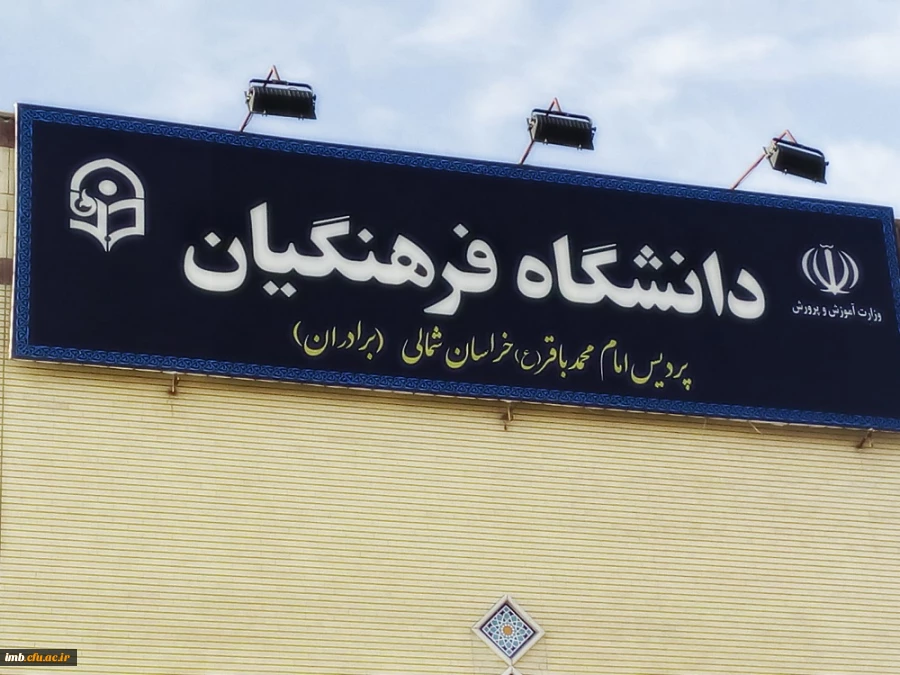 دانشگاه فرهنگیان
وزارت آموزش و پرورش
پردیس امام محمد باقر(ع) خراسان شمالی (برادران)
imb.cfu.ac.ir